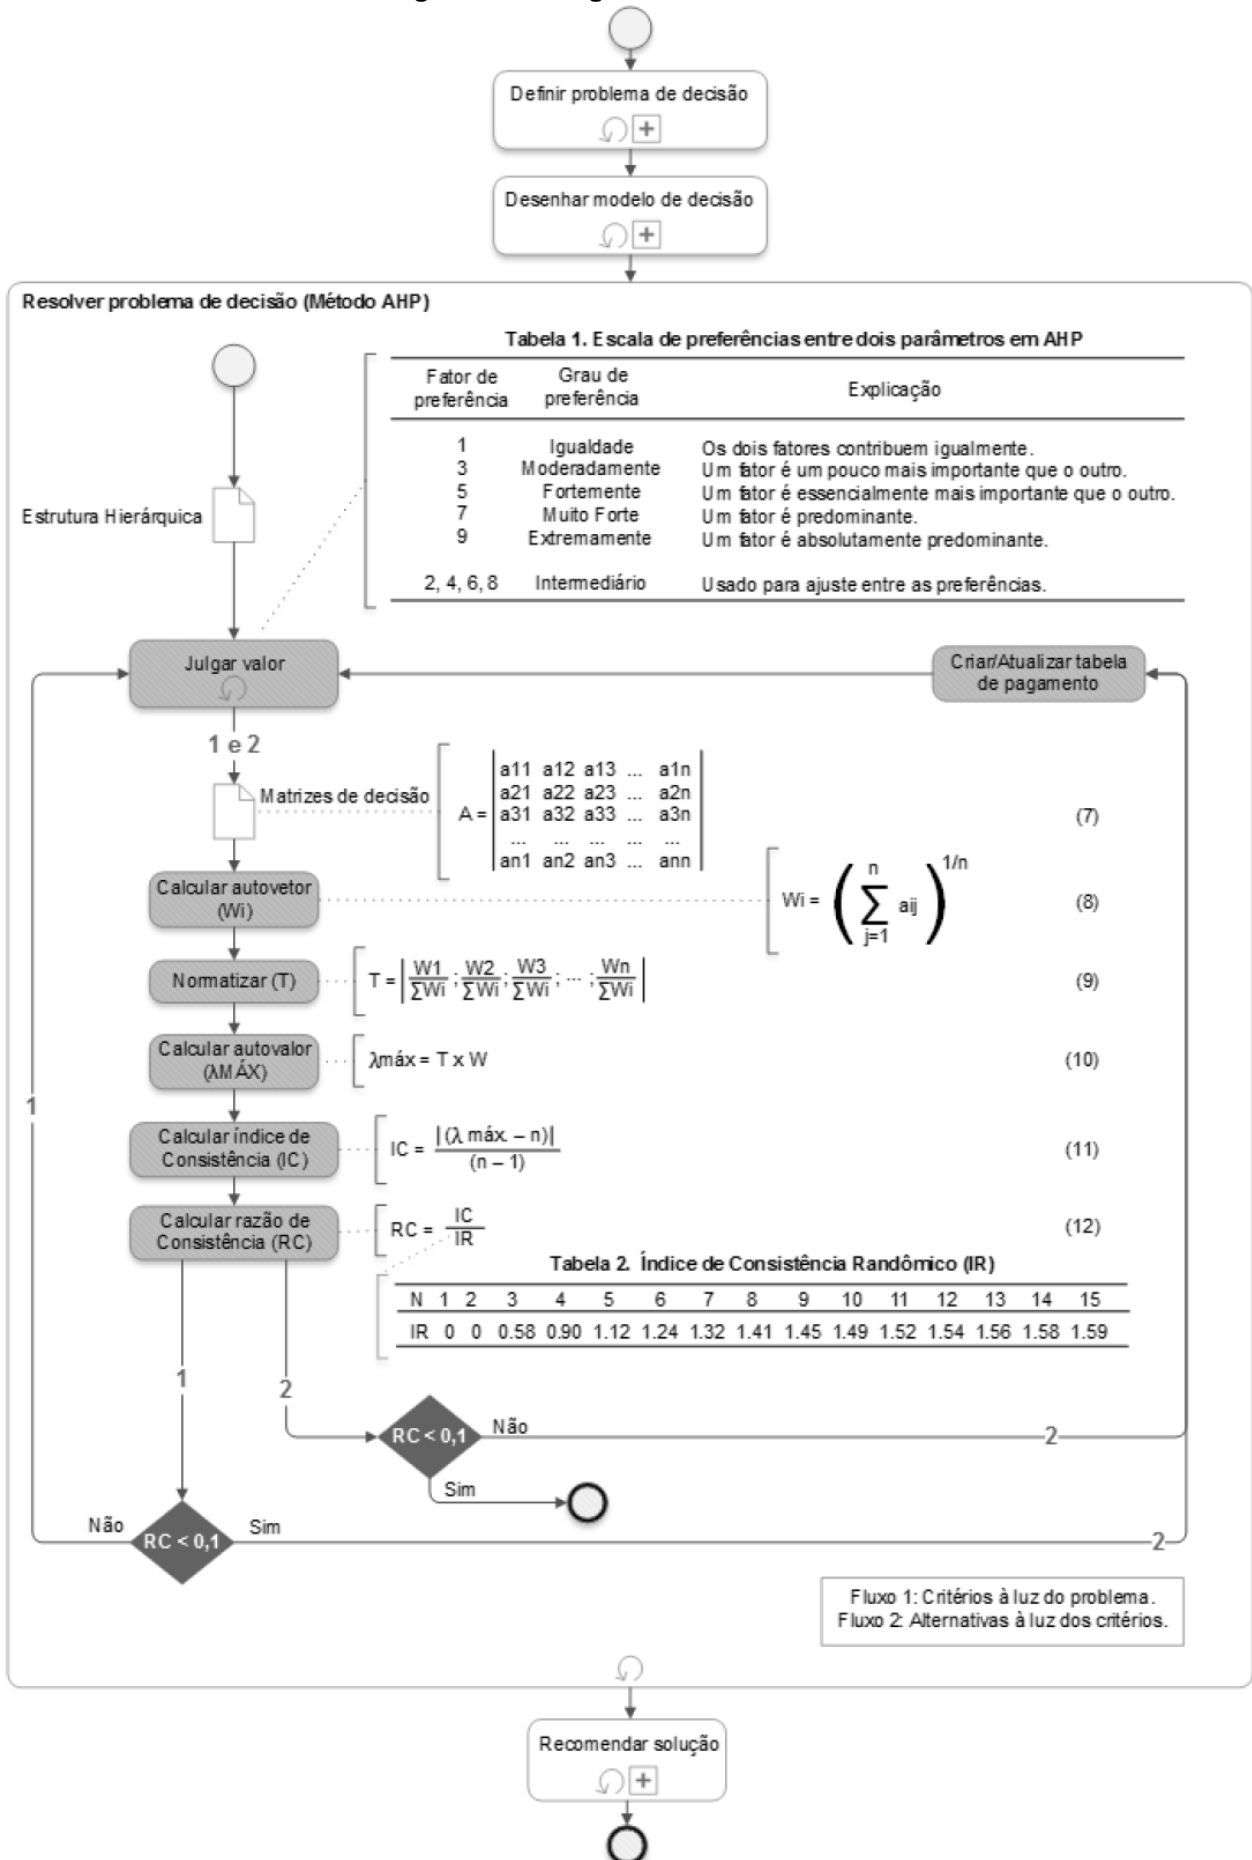 Definir problema de decisão
Desenhar modelo de decisão
Resolver problema de decisão (Método AHP)
Tabela 1. Escala de preferências entre dois parâmetros em AHP
Fator de preferência Grau de preferência Explicação
1 Igualdade Os dois fatores contribuem igualmente.
3 Moderadamente Um fator é um pouco mais importante que o outro.
5 Fortemente Um fator é essencialmente mais importante que o outro.
7 Muito Forte Um fator é predominante.
9 Extremamente Um fator é absolutamente predominante.
2, 4, 6, 8 Intermediário Usado para ajuste entre as preferências.
Estrutura Hierárquica
Julgar valor
Criar/Atualizar tabela
de pagamento
1 e 2
Matrizes de decisão
A =
a11 a12 a13 ... a1n
a21 a22 a23 ... a2n
a31 a32 a33 ... a3n
... ... ... ... ...
an1 an2 an3 ... ann
(7)
Calcular autovetor
(Wi)
Wi = ( n ∑ j=1 aij ) 1/n
(8)
Normatizar (T)
T = | W1/∑Wi ; W2/∑Wi ; W3/∑Wi ; ... ; Wn/∑Wi |
(9)
Calcular autovalor
(λMÁX)
λmáx = T x W
(10)
1
Calcular índice de
Consistência (IC)
IC = |(λ máx. – n)| / (n – 1)
(11)
Calcular razão de
Consistência (RC)
RC = IC / IR
(12)
Tabela 2. Índice de Consistência Randômico (IR)
N 1 2 3 4 5 6 7 8 9 10 11 12 13 14 15
IR 0 0 0.58 0.90 1.12 1.24 1.32 1.41 1.45 1.49 1.52 1.54 1.56 1.58 1.59
1
2
RC < 0,1
Não
2
Sim
Não
RC < 0,1
Sim
2
Fluxo 1: Critérios à luz do problema.
Fluxo 2: Alternativas à luz dos critérios.
Recomendar solução